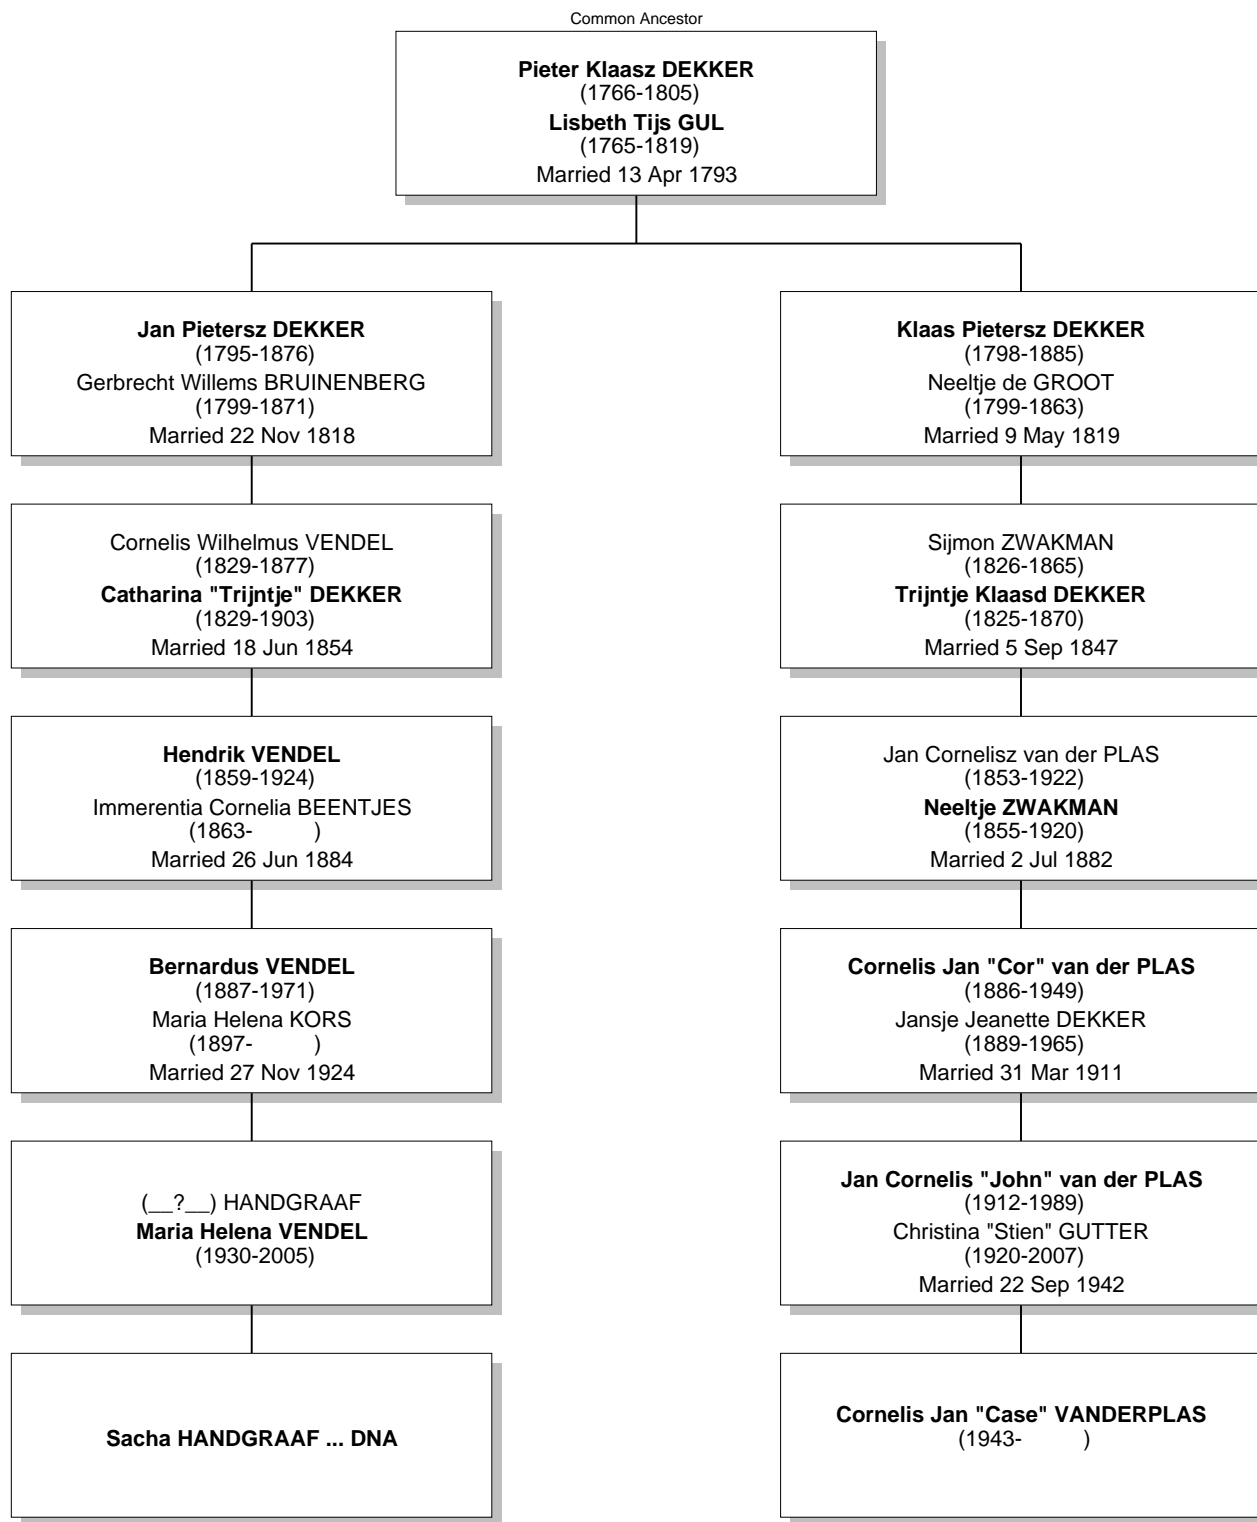 Common Ancestor
Pieter Klaasz DEKKER
(1766-1805)
Lisbeth Tijs GUL
(1765-1819)
Married 13 Apr 1793
Jan Pietersz DEKKER
(1795-1876)
Gerbrecht Willems BRUINENBERG
(1799-1871)
Married 22 Nov 1818
Klaas Pietersz DEKKER
(1798-1885)
Neeltje de GROOT
(1799-1863)
Married 9 May 1819
Cornelis Wilhelmus VENDEL
(1829-1877)
Catharina "Trijntje" DEKKER
(1829-1903)
Married 18 Jun 1854
Sijmon ZWAKMAN
(1826-1865)
Trijntje Klaasd DEKKER
(1825-1870)
Married 5 Sep 1847
Hendrik VENDEL
(1859-1924)
Immerentia Cornelia BEENTJES
(1863-          )
Married 26 Jun 1884
Jan Cornelisz van der PLAS
(1853-1922)
Neeltje ZWAKMAN
(1855-1920)
Married 2 Jul 1882
Bernardus VENDEL
(1887-1971)
Maria Helena KORS
(1897-          )
Married 27 Nov 1924
Cornelis Jan "Cor" van der PLAS
(1886-1949)
Jansje Jeanette DEKKER
(1889-1965)
Married 31 Mar 1911
(__?__) HANDGRAAF
Maria Helena VENDEL
(1930-2005)
Jan Cornelis "John" van der PLAS
(1912-1989)
Christina "Stien" GUTTER
(1920-2007)
Married 22 Sep 1942
Sacha HANDGRAAF ... DNA
Cornelis Jan "Case" VANDERPLAS
(1943-          )